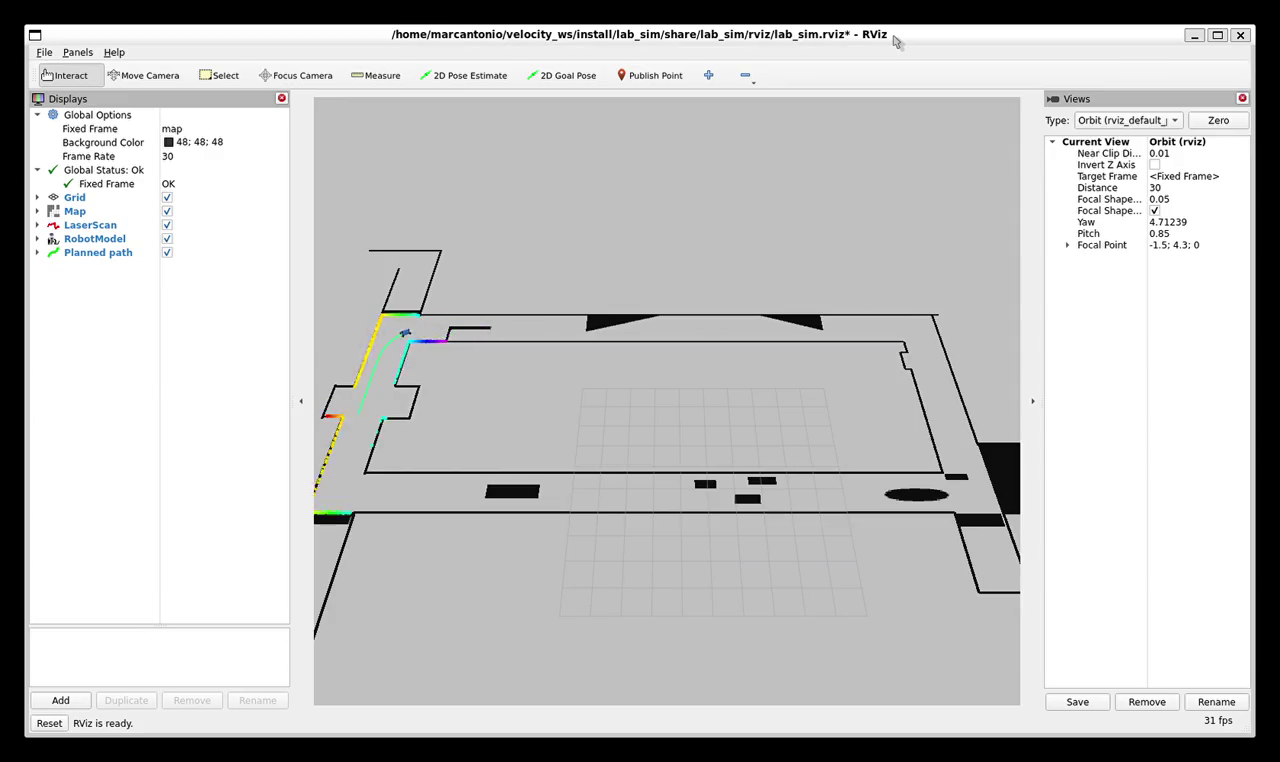 /home/marcantonio/velocity_ws/install/lab_sim/share/lab_sim/rviz/lab_sim.rviz* - RViz
File Panels Help
Interact Move Camera Select Focus Camera Measure 2D Pose Estimate 2D Goal Pose Publish Point
Displays
Global Options
Fixed Frame map
Background Color 48; 48; 48
Frame Rate 30
Global Status: Ok
Fixed Frame OK
Grid
Map
LaserScan
RobotModel
Planned path
Add Duplicate Remove Rename
Reset RViz is ready.
Views
Type: Orbit (rviz_default_ Zero
Current View Orbit (rviz)
Near Clip Di... 0.01
Invert Z Axis
Target Frame <Fixed Frame>
Distance 30
Focal Shape... 0.05
Focal Shape...
Yaw 4.71239
Pitch 0.85
Focal Point -1.5; 4.3; 0
Save Remove Rename
31 fps